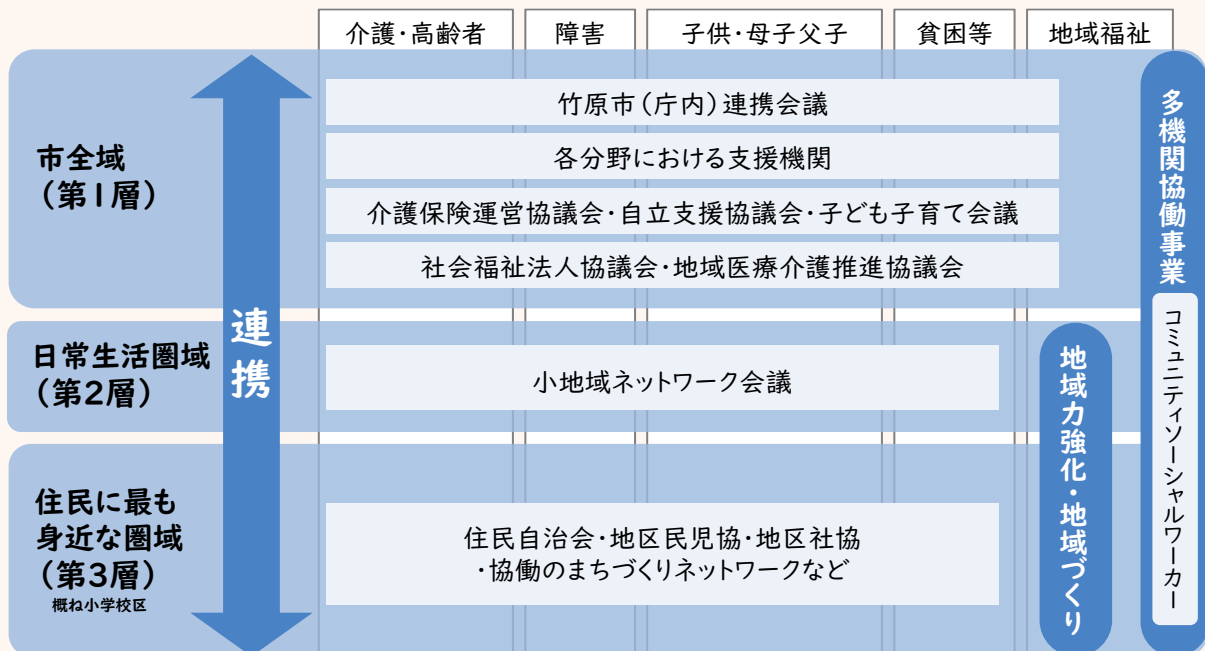 介護・高齢者
障害
子供・母子父子
貧困等
地域福祉
市全域
(第1層)
竹原市(庁内)連携会議
各分野における支援機関
介護保険運営協議会・自立支援協議会・子ども子育て会議
社会福祉法人協議会・地域医療介護推進協議会
連携
日常生活圏域
(第2層)
小地域ネットワーク会議
住民に最も
身近な圏域
(第3層)
概ね小学校区
住民自治会・地区民児協・地区社協
・協働のまちづくりネットワークなど
地域力強化・地域づくり
多機関協働事業
コミュニティソーシャルワーカー